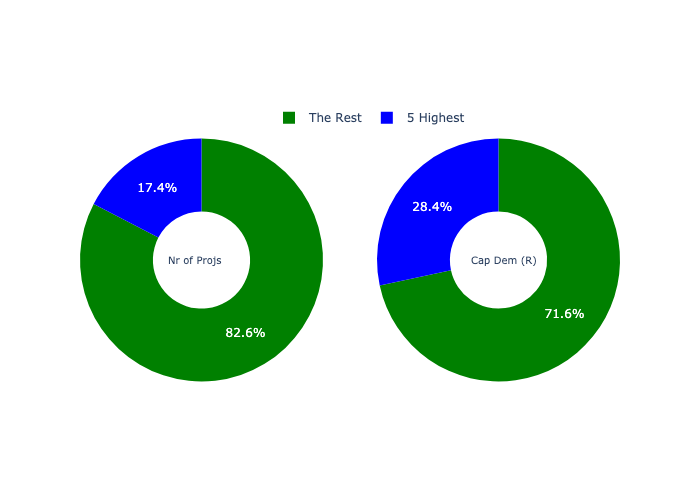 The Rest
5 Highest
17.4%
82.6%
Nr of Projs
28.4%
71.6%
Cap Dem (R)